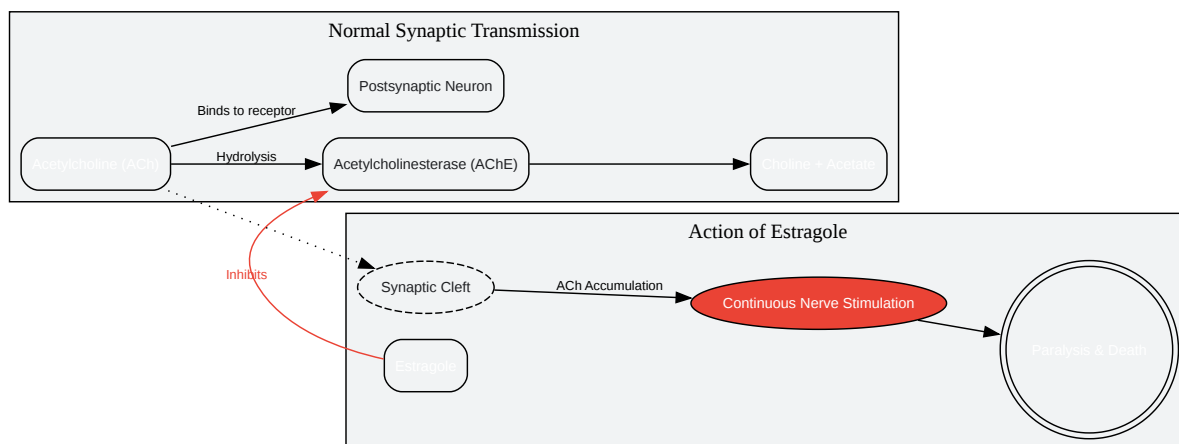 Normal Synaptic Transmission
Postsynaptic Neuron
Binds to receptor
Acetylcholine (ACh)
Hydrolysis
Acetylcholinesterase (AChE)
Choline + Acetate
Action of Estragole
Inhibits
Synaptic Cleft
ACh Accumulation
Continuous Nerve Stimulation
Estragole
Paralysis & Death